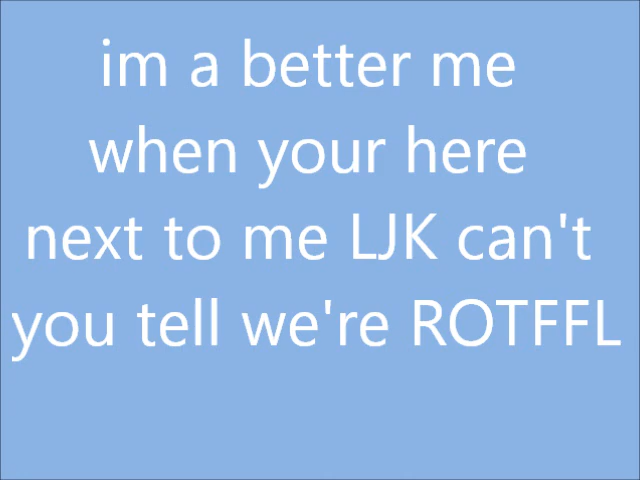 im a better me
when your here
next to me LJK can't
you tell we're ROTFFL